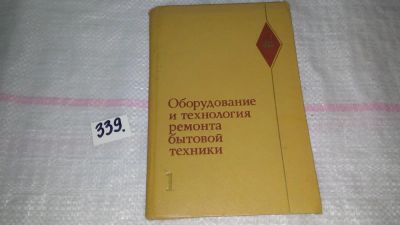 Оборудование
и технология
ремонта
бытовой
техники
1
339.